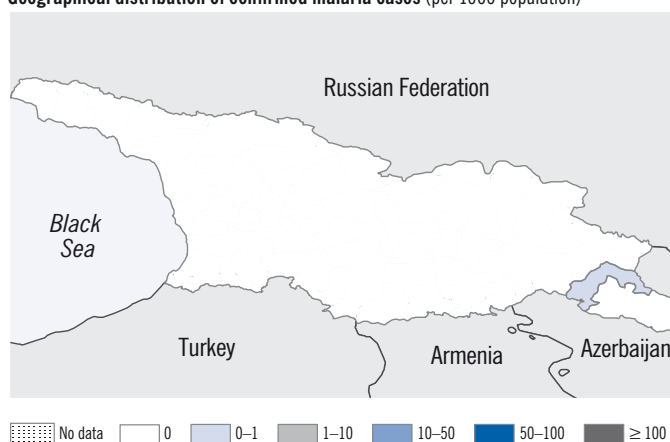 Geographical distribution of confirmed malaria cases (per 1000 population)
Russian Federation
Black
Sea
Turkey
Armenia
Azerbaijan
No data 0 0–1 1–10 10–50 50–100 ≥ 100